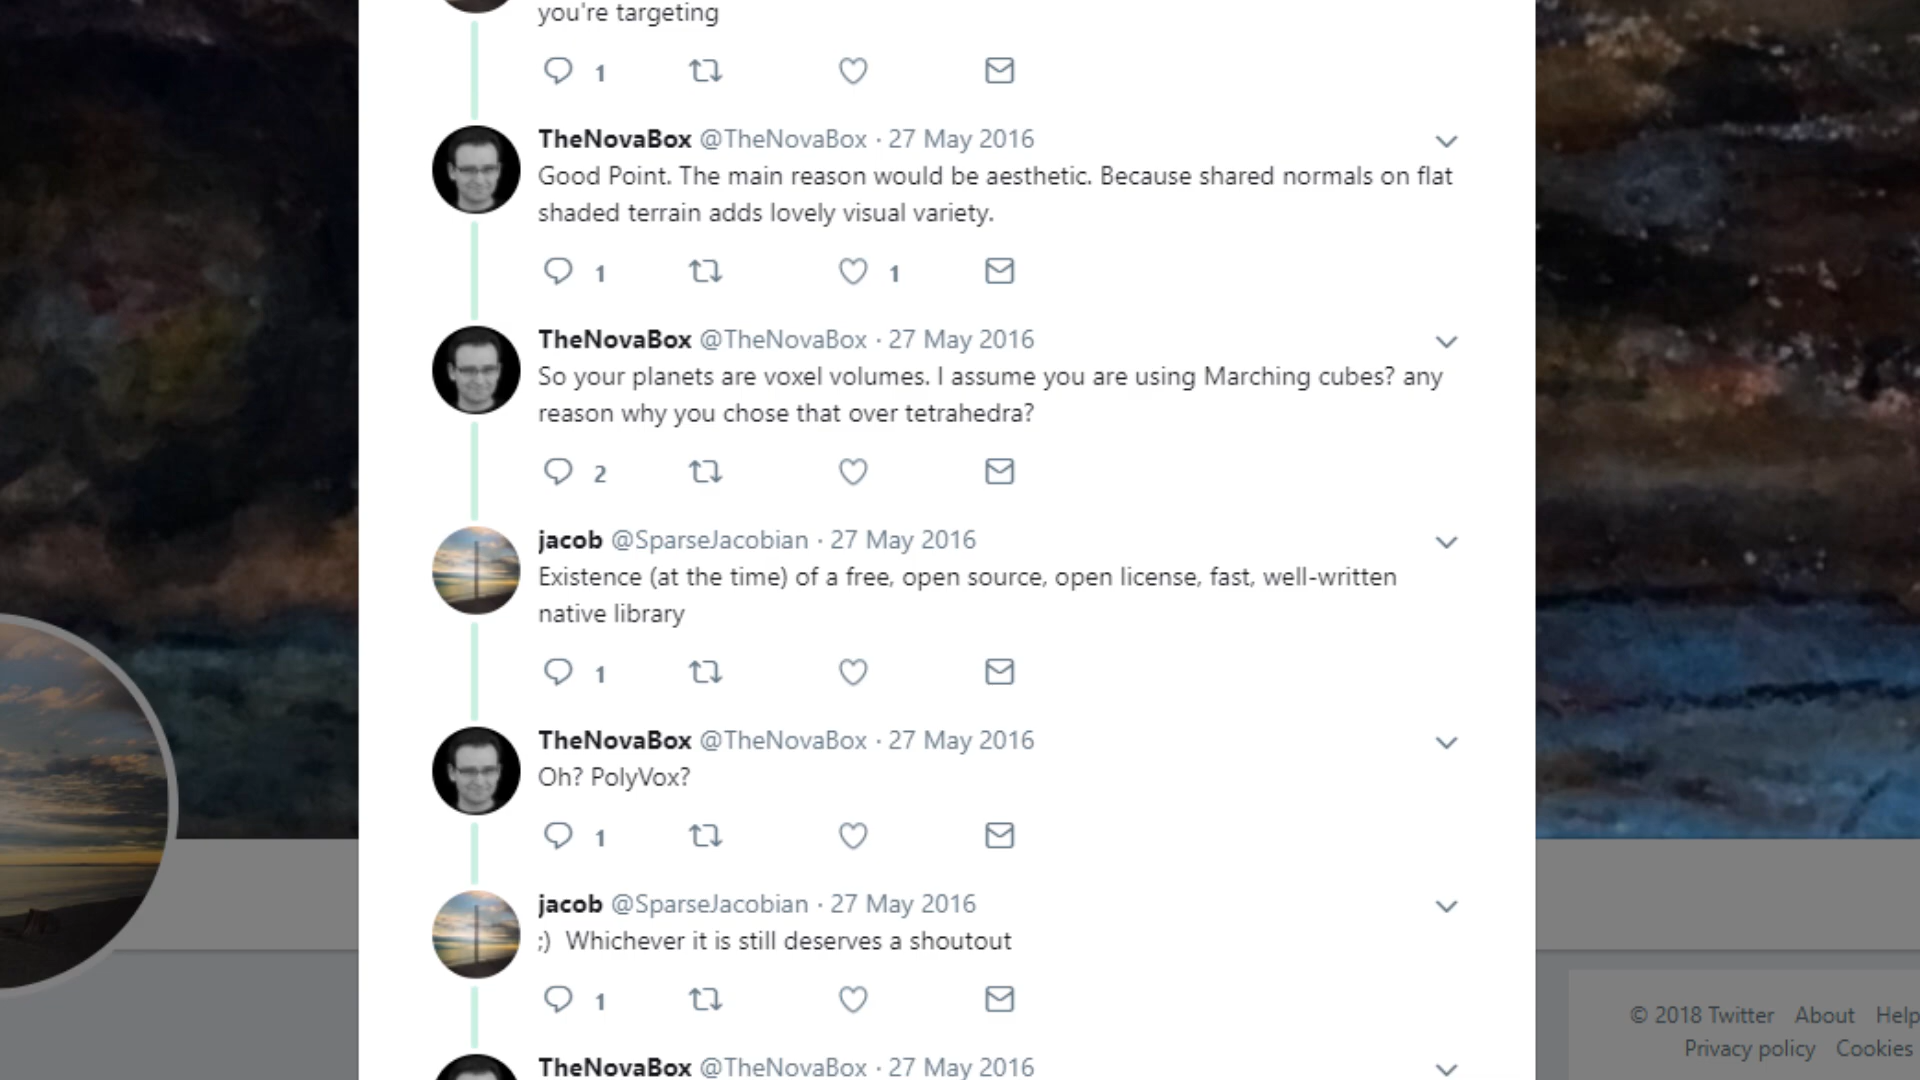 you're targeting
1
TheNovaBox @TheNovaBox · 27 May 2016
Good Point. The main reason would be aesthetic. Because shared normals on flat
shaded terrain adds lovely visual variety.
1 1
TheNovaBox @TheNovaBox · 27 May 2016
So your planets are voxel volumes. I assume you are using Marching cubes? any
reason why you chose that over tetrahedra?
2
jacob @SparseJacobian · 27 May 2016
Existence (at the time) of a free, open source, open license, fast, well-written
native library
1
TheNovaBox @TheNovaBox · 27 May 2016
Oh? PolyVox?
1
jacob @SparseJacobian · 27 May 2016
;) Whichever it is still deserves a shoutout
1
TheNovaBox @TheNovaBox · 27 May 2016
© 2018 Twitter About Help
Privacy policy Cookies